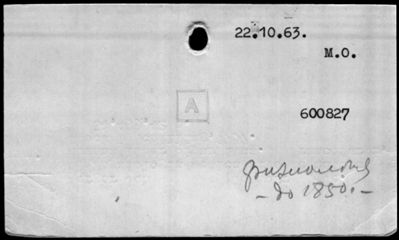 22.10.63.
M.O.
A
600827
физиология
- до 1850. -